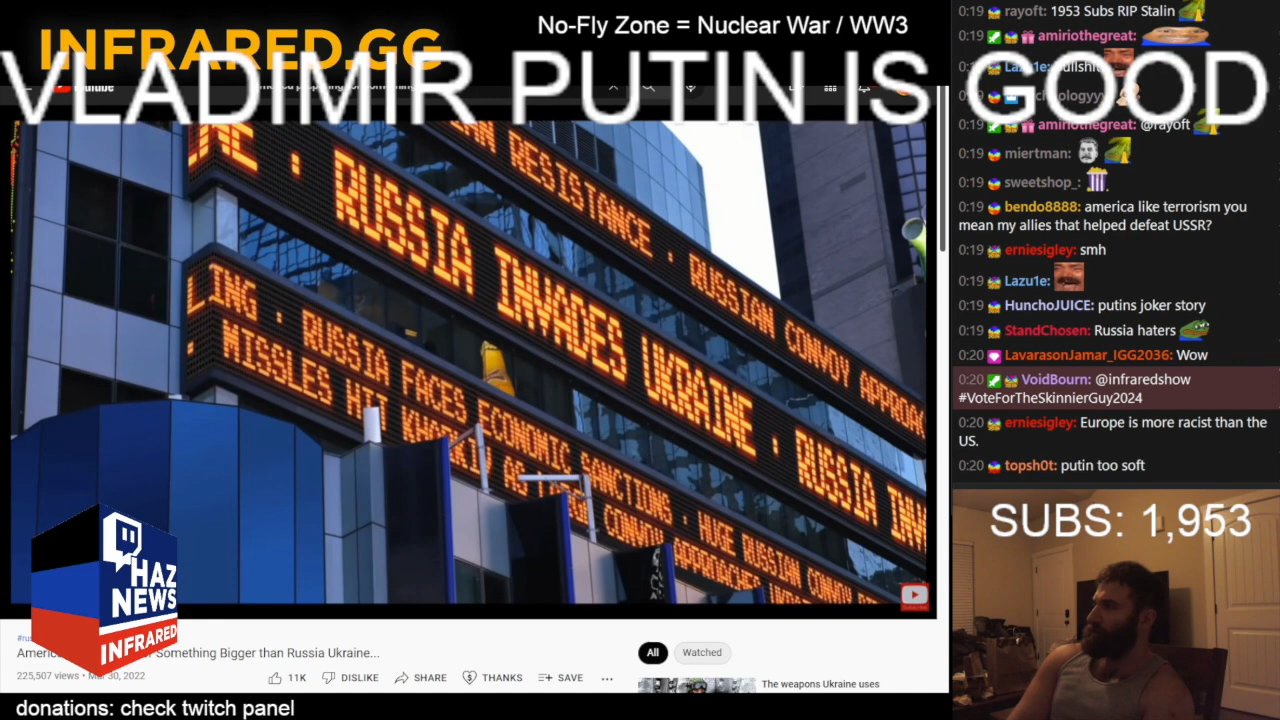 No-Fly Zone = Nuclear War / WW3
INFRARED.GG
VLADIMIR PUTIN IS GOOD
RESISTANCE · RUSSIAN CONVOY
RUSSIA INVADES UKRAINE · RUSSIA
RUSSIA FACES ECONOMIC SANCTIONS · HUGE RUSSIAN CONVOY
MISSLES HIT
CONVOY APPROACHES
HAZ
NEWS
INFRARED
Something Bigger than Russia Ukraine...
225,507 views • Mar 30, 2022
11K
DISLIKE
SHARE
THANKS
SAVE
All
Watched
The weapons Ukraine uses
donations: check twitch panel
0:19 rayoft: 1953 Subs RIP Stalin
0:19 amiriothegreat:
0:19 amiriothegreat: @rayoft
0:19 miertman:
0:19 sweetshop_:
0:19 bendo8888: america like terrorism you
mean my allies that helped defeat USSR?
0:19 erniesigley: smh
0:19 Lazu1e:
0:19 HunchoJUICE: putins joker story
0:19 StandChosen: Russia haters
0:20 LavarasonJamar_IGG2036: Wow
0:20 VoidBourn: @infraredshow
#VoteForTheSkinnierGuy2024
0:20 erniesigley: Europe is more racist than the
US.
0:20 topsh0t: putin too soft
SUBS: 1,953